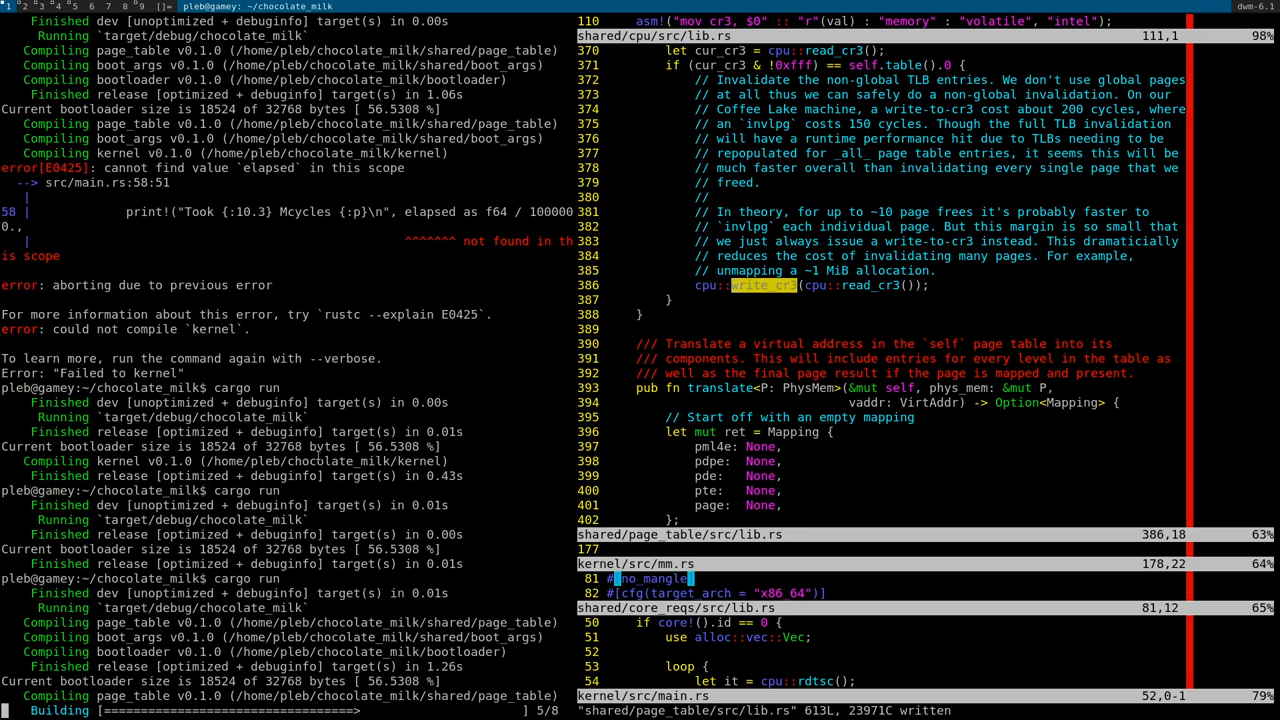 1 2 3 4 5 6 7 8 9 []= pleb@gamey:~/chocolate_milk dwm-6.1
Finished dev [unoptimized + debuginfo] target(s) in 0.00s
Running `target/debug/chocolate_milk`
Compiling page_table v0.1.0 (/home/pleb/chocolate_milk/shared/page_table)
Compiling boot_args v0.1.0 (/home/pleb/chocolate_milk/shared/boot_args)
Compiling bootloader v0.1.0 (/home/pleb/chocolate_milk/bootloader)
Finished release [optimized + debuginfo] target(s) in 1.06s
Current bootloader size is 18524 of 32768 bytes [ 56.5308 %]
Compiling page_table v0.1.0 (/home/pleb/chocolate_milk/shared/page_table)
Compiling boot_args v0.1.0 (/home/pleb/chocolate_milk/shared/boot_args)
Compiling kernel v0.1.0 (/home/pleb/chocolate_milk/kernel)
error[E0425]: cannot find value `elapsed` in this scope
--> src/main.rs:58:51
|
58 | print!("Took {:10.3} Mcycles {:p}\n", elapsed as f64 / 100000
0.,
| ^^^^^^^ not found in th
is scope
error: aborting due to previous error
For more information about this error, try `rustc --explain E0425`.
error: could not compile `kernel`.
To learn more, run the command again with --verbose.
Error: "Failed to kernel"
pleb@gamey:~/chocolate_milk$ cargo run
Finished dev [unoptimized + debuginfo] target(s) in 0.00s
Running `target/debug/chocolate_milk`
Finished release [optimized + debuginfo] target(s) in 0.01s
Current bootloader size is 18524 of 32768 bytes [ 56.5308 %]
Compiling kernel v0.1.0 (/home/pleb/chocolate_milk/kernel)
Finished release [optimized + debuginfo] target(s) in 0.43s
pleb@gamey:~/chocolate_milk$ cargo run
Finished dev [unoptimized + debuginfo] target(s) in 0.01s
Running `target/debug/chocolate_milk`
Finished release [optimized + debuginfo] target(s) in 0.00s
Current bootloader size is 18524 of 32768 bytes [ 56.5308 %]
Finished release [optimized + debuginfo] target(s) in 0.01s
pleb@gamey:~/chocolate_milk$ cargo run
Finished dev [unoptimized + debuginfo] target(s) in 0.01s
Running `target/debug/chocolate_milk`
Compiling page_table v0.1.0 (/home/pleb/chocolate_milk/shared/page_table)
Compiling boot_args v0.1.0 (/home/pleb/chocolate_milk/shared/boot_args)
Compiling bootloader v0.1.0 (/home/pleb/chocolate_milk/bootloader)
Finished release [optimized + debuginfo] target(s) in 1.26s
Current bootloader size is 18524 of 32768 bytes [ 56.5308 %]
Compiling page_table v0.1.0 (/home/pleb/chocolate_milk/shared/page_table)
Building [==================================> ] 5/8
110 asm!("mov cr3, $0" :: "r"(val) : "memory" : "volatile", "intel");
shared/cpu/src/lib.rs 111,1 98%
370 let cur_cr3 = cpu::read_cr3();
371 if (cur_cr3 & !0xfff) == self.table().0 {
372 // Invalidate the non-global TLB entries. We don't use global pages
373 // at all thus we can safely do a non-global invalidation. On our
374 // Coffee Lake machine, a write-to-cr3 cost about 200 cycles, where
375 // an `invlpg` costs 150 cycles. Though the full TLB invalidation
376 // will have a runtime performance hit due to TLBs needing to be
377 // repopulated for _all_ page table entries, it seems this will be
378 // much faster overall than invalidating every single page that we
379 // freed.
380 //
381 // In theory, for up to ~10 page frees it's probably faster to
382 // `invlpg` each individual page. But this margin is so small that
383 // we just always issue a write-to-cr3 instead. This dramaticially
384 // reduces the cost of invalidating many pages. For example,
385 // unmapping a ~1 MiB allocation.
386 cpu::write_cr3(cpu::read_cr3());
387 }
388 }
389
390 /// Translate a virtual address in the `self` page table into its
391 /// components. This will include entries for every level in the table as
392 /// well as the final page result if the page is mapped and present.
393 pub fn translate<P: PhysMem>(&mut self, phys_mem: &mut P,
394 vaddr: VirtAddr) -> Option<Mapping> {
395 // Start off with an empty mapping
396 let mut ret = Mapping {
397 pml4e: None,
398 pdpe: None,
399 pde: None,
400 pte: None,
401 page: None,
402 };
shared/page_table/src/lib.rs 386,18 63%
177
kernel/src/mm.rs 178,22 64%
81 #[no_mangle]
82 #[cfg(target_arch = "x86_64")]
shared/core_reqs/src/lib.rs 81,12 65%
50 if core!().id == 0 {
51 use alloc::vec::Vec;
52
53 loop {
54 let it = cpu::rdtsc();
kernel/src/main.rs 52,0-1 79%
"shared/page_table/src/lib.rs" 613L, 23971C written